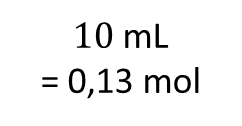 10 mL
= 0,13 mol